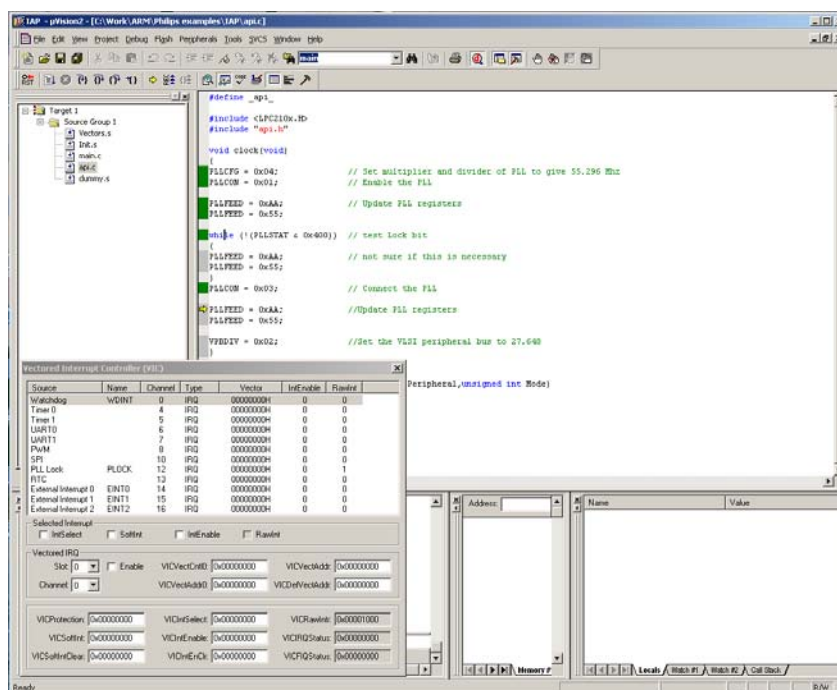 IAP - µVision2 - [C:\Work\ARM\Philips examples\IAP\api.c]
File Edit View Project Debug Flash Peripherals Tools SVCS Window Help
main
Target 1
Source Group 1
Vectors.s
Init.s
main.c
api.c
dummy.s
#define _api_
#include <LPC210x.H>
#include "api.h"
void clock(void)
{
PLLCFG = 0x04; // Set multiplier and divider of PLL to give 55.296 Mhz
PLLCON = 0x01; // Enable the PLL
PLLFEED = 0xAA; // Update PLL registers
PLLFEED = 0x55;
while (!(PLLSTAT & 0x400)) // test Lock bit
{
PLLFEED = 0xAA; // not sure if this is necessary
PLLFEED = 0x55;
}
PLLCON = 0x03; // Connect the PLL
PLLFEED = 0xAA; //Update PLL registers
PLLFEED = 0x55;
VPBDIV = 0x02; //Set the VLSI peripheral bus to 27.648
}
Peripheral,unsigned int Mode)
Vectored Interrupt Controller (VIC)
Source Name Channel Type Vector IntEnable RawInt
Watchdog WDINT 0 IRQ 00000000H 0 0
Timer 0 4 IRQ 00000000H 0 0
Timer 1 5 IRQ 00000000H 0 0
UART0 6 IRQ 00000000H 0 0
UART1 7 IRQ 00000000H 0 0
PWM 8 IRQ 00000000H 0 0
SPI 10 IRQ 00000000H 0 0
PLL Lock PLOCK 12 IRQ 00000000H 0 1
RTC 13 IRQ 00000000H 0 0
External Interrupt 0 EINT0 14 IRQ 00000000H 0 0
External Interrupt 1 EINT1 15 IRQ 00000000H 0 0
External Interrupt 2 EINT2 16 IRQ 00000000H 0 0
Selected Interrupt
IntSelect SoftInt IntEnable RawInt
Vectored IRQ
Slot: 0 Enable VICVectCntl0: 0x00000000 VICVectAddr: 0x00000000
Channel: 0 VICVectAddr0: 0x00000000 VICDefVectAddr: 0x00000000
VICProtection: 0x00000000 VICIntSelect: 0x00000000 VICRawIntr: 0x00001000
VICSoftInt: 0x00000000 VICIntEnable: 0x00000000 VICIRQStatus: 0x00000000
VICSoftIntClear: 0x00000000 VICIntEnClr: 0x00000000 VICFIQStatus: 0x00000000
Address:
Name Value
Memory #
Locals Watch #1 Watch #2 Call Stack
Ready
R/W